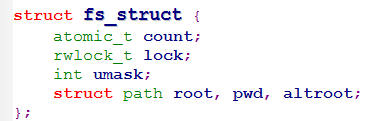 struct fs_struct {
atomic_t count;
rwlock_t lock;
int umask;
struct path root, pwd, altroot;
};